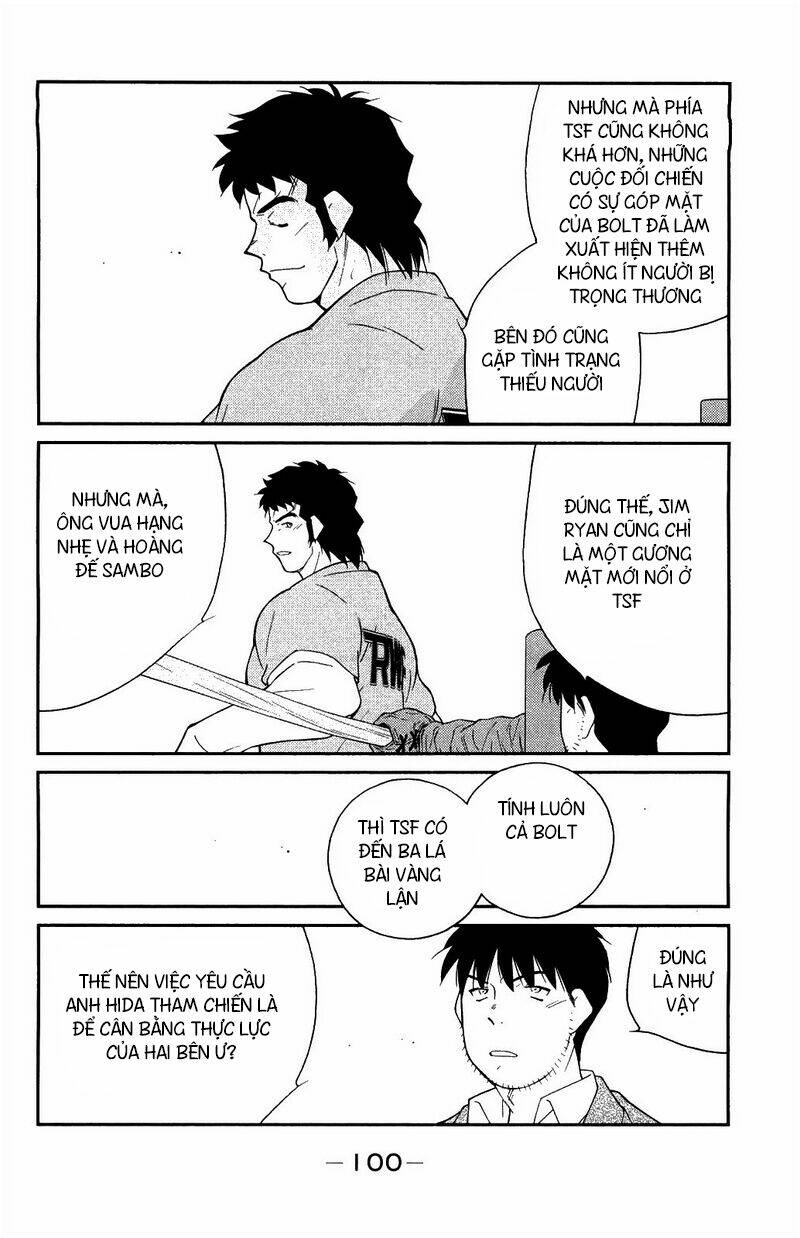 NHƯNG MÀ PHÍA
TSF CŨNG KHÔNG
KHÁ HƠN, NHỮNG
CUỘC ĐỐI CHIẾN
CÓ SỰ GÓP MẶT
CỦA BOLT ĐÃ LÀM
XUẤT HIỆN THÊM
KHÔNG ÍT NGƯỜI BỊ
TRỌNG THƯƠNG
BÊN ĐÓ CŨNG
GẶP TÌNH TRẠNG
THIẾU NGƯỜI
ĐÚNG THẾ, JIM
RYAN CŨNG CHỈ
LÀ MỘT GƯƠNG
MẶT MỚI NỔI Ở
TSF
NHƯNG MÀ,
ÔNG VUA HẠNG
NHẸ VÀ HOÀNG
ĐẾ SAMBO
TÍNH LUÔN
CẢ BOLT
THÌ TSF CÓ
ĐẾN BA LÁ
BÀI VÀNG
LẬN
ĐÚNG
LÀ NHƯ
VẬY
THẾ NÊN VIỆC YÊU CẦU
ANH HIDA THAM CHIẾN LÀ
ĐỂ CÂN BẰNG THỰC LỰC
CỦA HAI BÊN Ư?
—100—